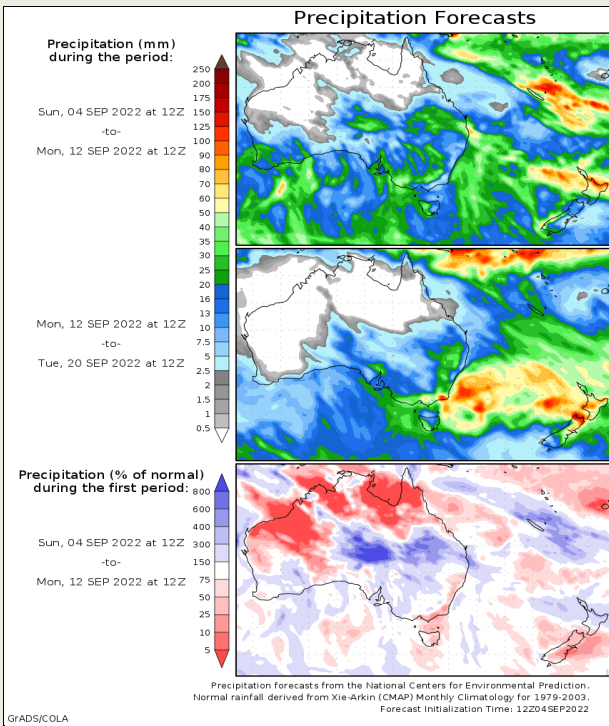 Precipitation Forecasts
Precipitation (mm)
during the period:
Sun, 04 SEP 2022 at 12Z
-to-
Mon, 12 SEP 2022 at 12Z
250
200
175
150
125
100
90
80
70
60
50
40
35
30
25
20
16
13
10
7.5
5
2.5
2
1.5
1
0.5
Mon, 12 SEP 2022 at 12Z
-to-
Tue, 20 SEP 2022 at 12Z
Precipitation (% of normal)
during the first period:
Sun, 04 SEP 2022 at 12Z
-to-
Mon, 12 SEP 2022 at 12Z
800
600
400
300
150
75
50
25
10
5
Precipitation forecasts from the National Centers for Environmental Prediction.
Normal rainfall derived from Xie-Arkin (CMAP) Monthly Climatology for 1979-2003.
Forecast Initialization Time: 12Z04SEP2022
GrADS/COLA